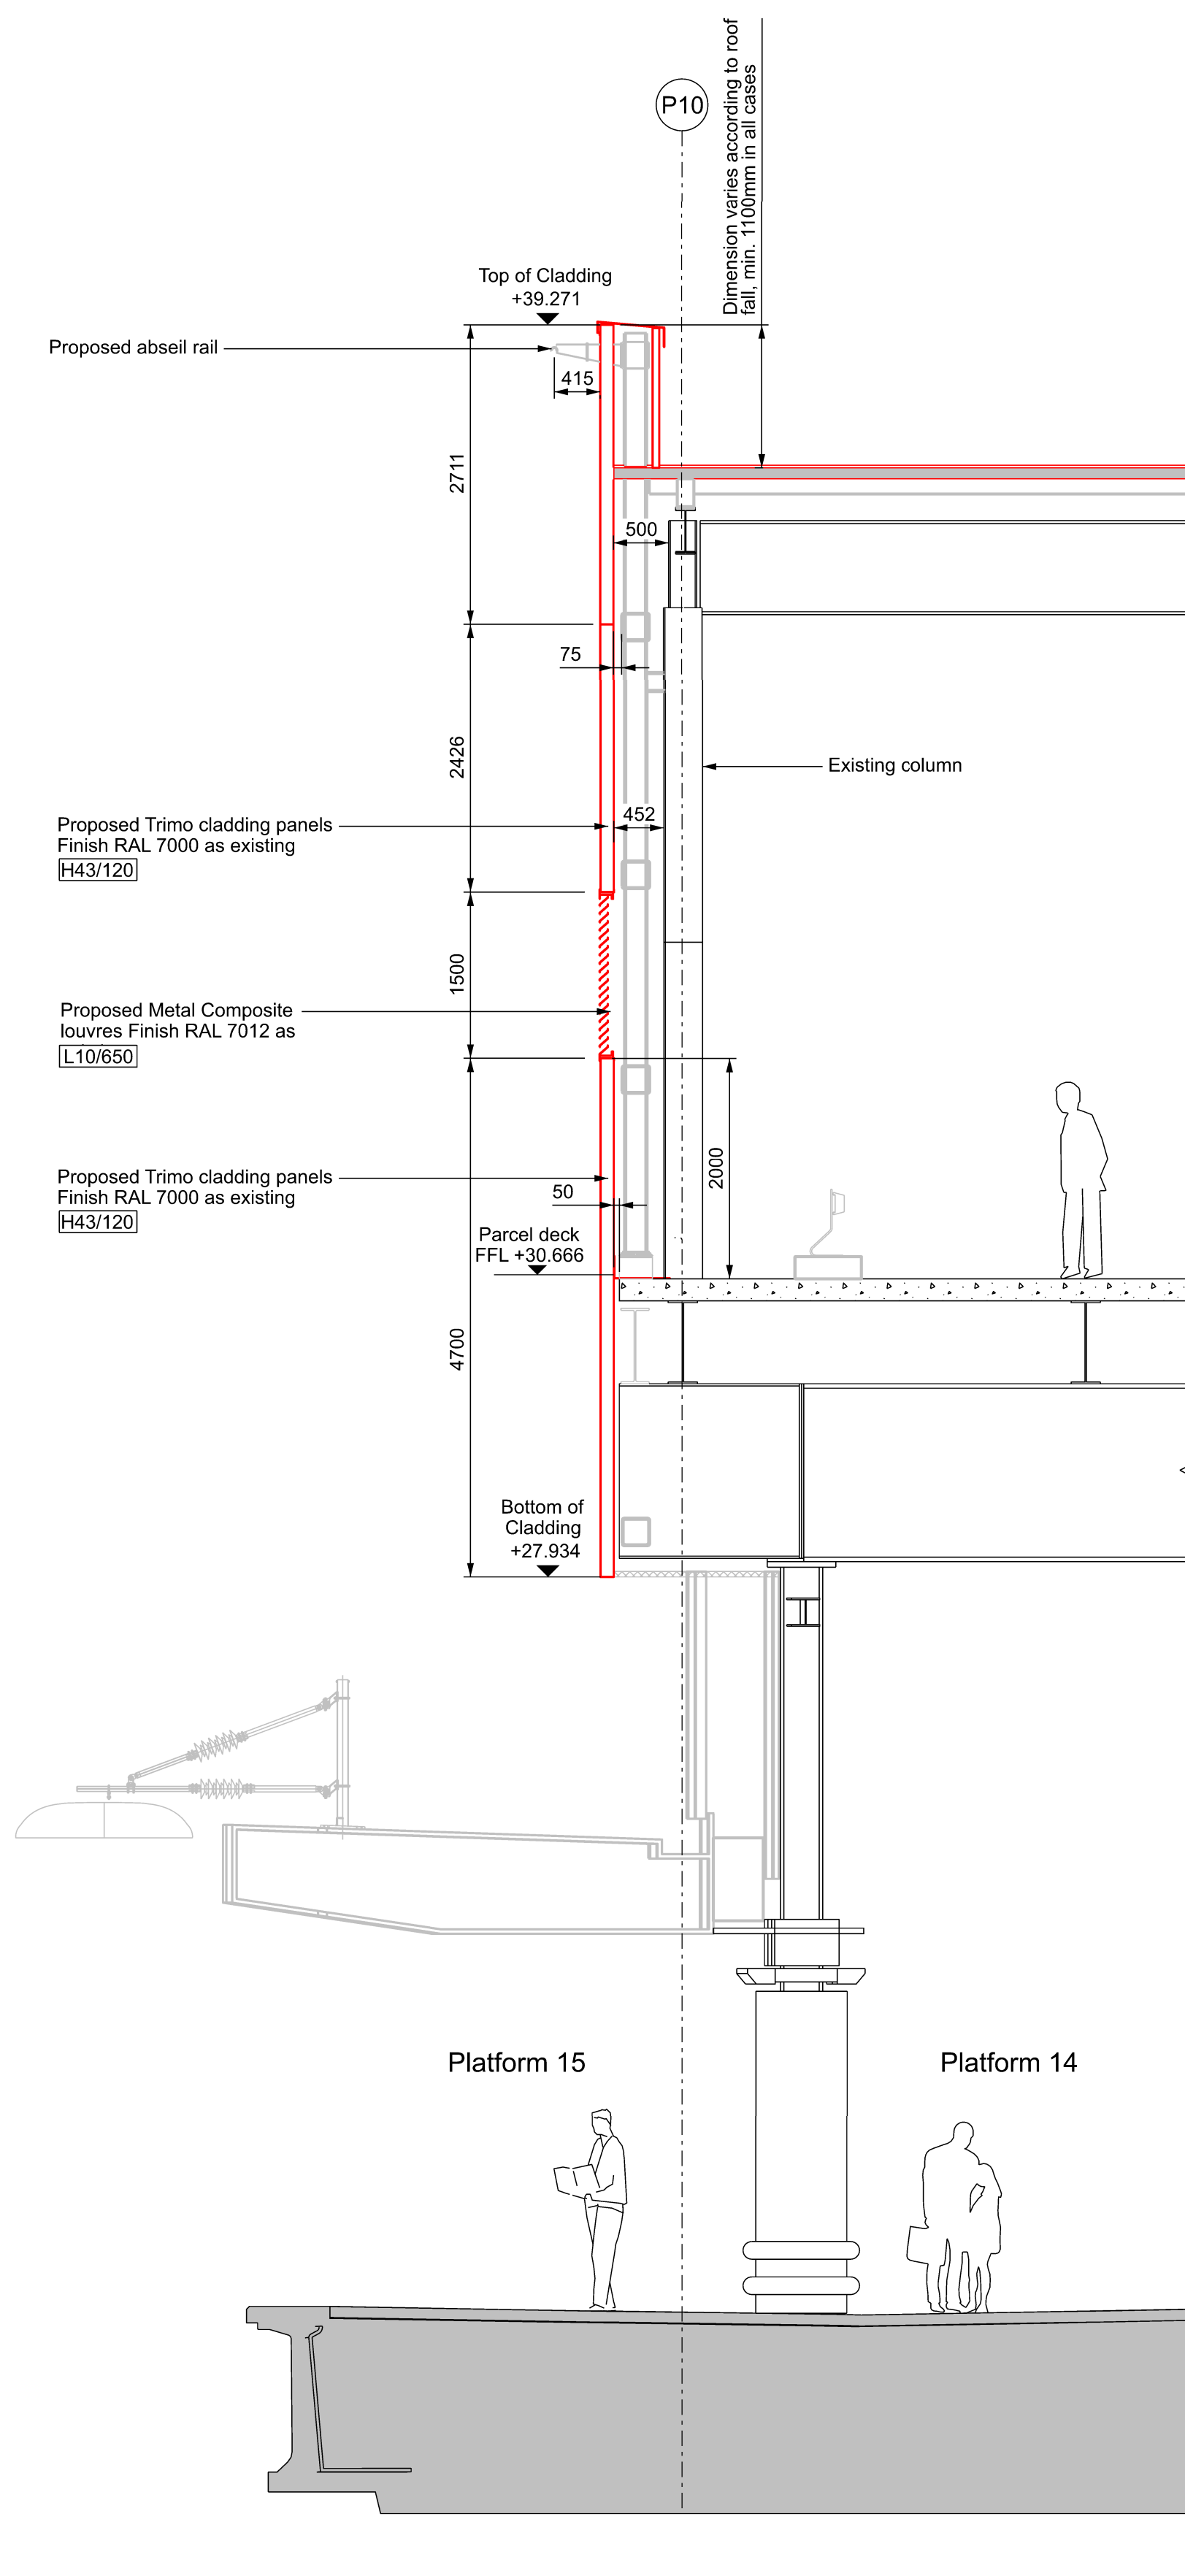 Dimension varies according to roof
fall, min. 1100mm in all cases
P10
Top of Cladding
+39.271
Proposed abseil rail
415
2711
500
75
2426
Existing column
452
Proposed Trimo cladding panels
Finish RAL 7000 as existing
H43/120
1500
Proposed Metal Composite
louvres Finish RAL 7012 as
L10/650
2000
Proposed Trimo cladding panels
Finish RAL 7000 as existing
H43/120
50
Parcel deck
FFL +30.666
4700
Bottom of
Cladding
+27.934
Platform 15
Platform 14